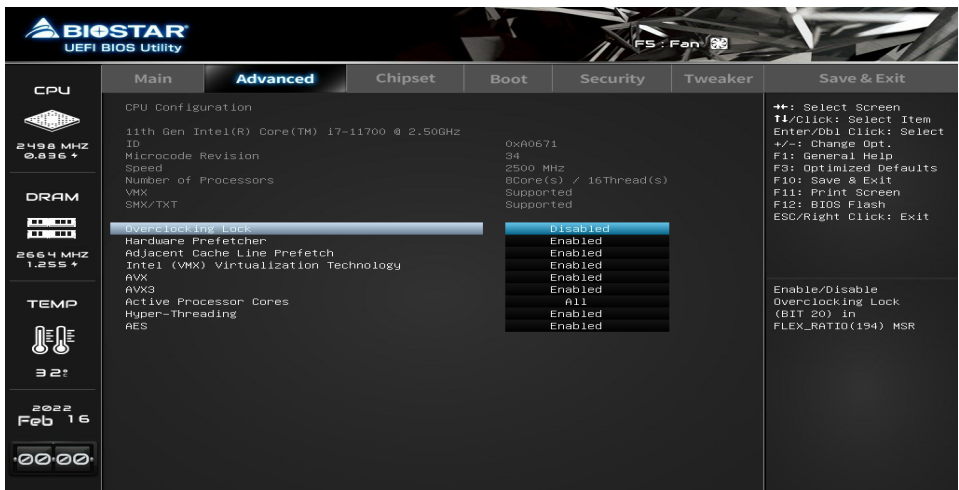 BIOSTAR
UEFI BIOS Utility
F5 : Fan
Main Advanced Chipset Boot Security Tweaker Save & Exit
CPU
2498 MHZ
0.836 v
DRAM
2664 MHZ
1.255 v
TEMP
32°c
2022
Feb 16
00:00
CPU Configuration
11th Gen Intel(R) Core(TM) i7-11700 @ 2.50GHz
ID 0xA0671
Microcode Revision 34
Speed 2500 MHz
Number of Processors 8Core(s) / 16Thread(s)
VMX Supported
SMX/TXT Supported
Overclocking Lock Disabled
Hardware Prefetcher Enabled
Adjacent Cache Line Prefetch Enabled
Intel (VMX) Virtualization Technology Enabled
AVX Enabled
AVX3 Enabled
Active Processor Cores All
Hyper-Threading Enabled
AES Enabled
→←: Select Screen
↑↓/Click: Select Item
Enter/Dbl Click: Select
+/-: Change Opt.
F1: General Help
F3: Optimized Defaults
F10: Save & Exit
F11: Print Screen
F12: BIOS Flash
ESC/Right Click: Exit
Enable/Disable
Overclocking Lock
(BIT 20) in
FLEX_RATIO(194) MSR